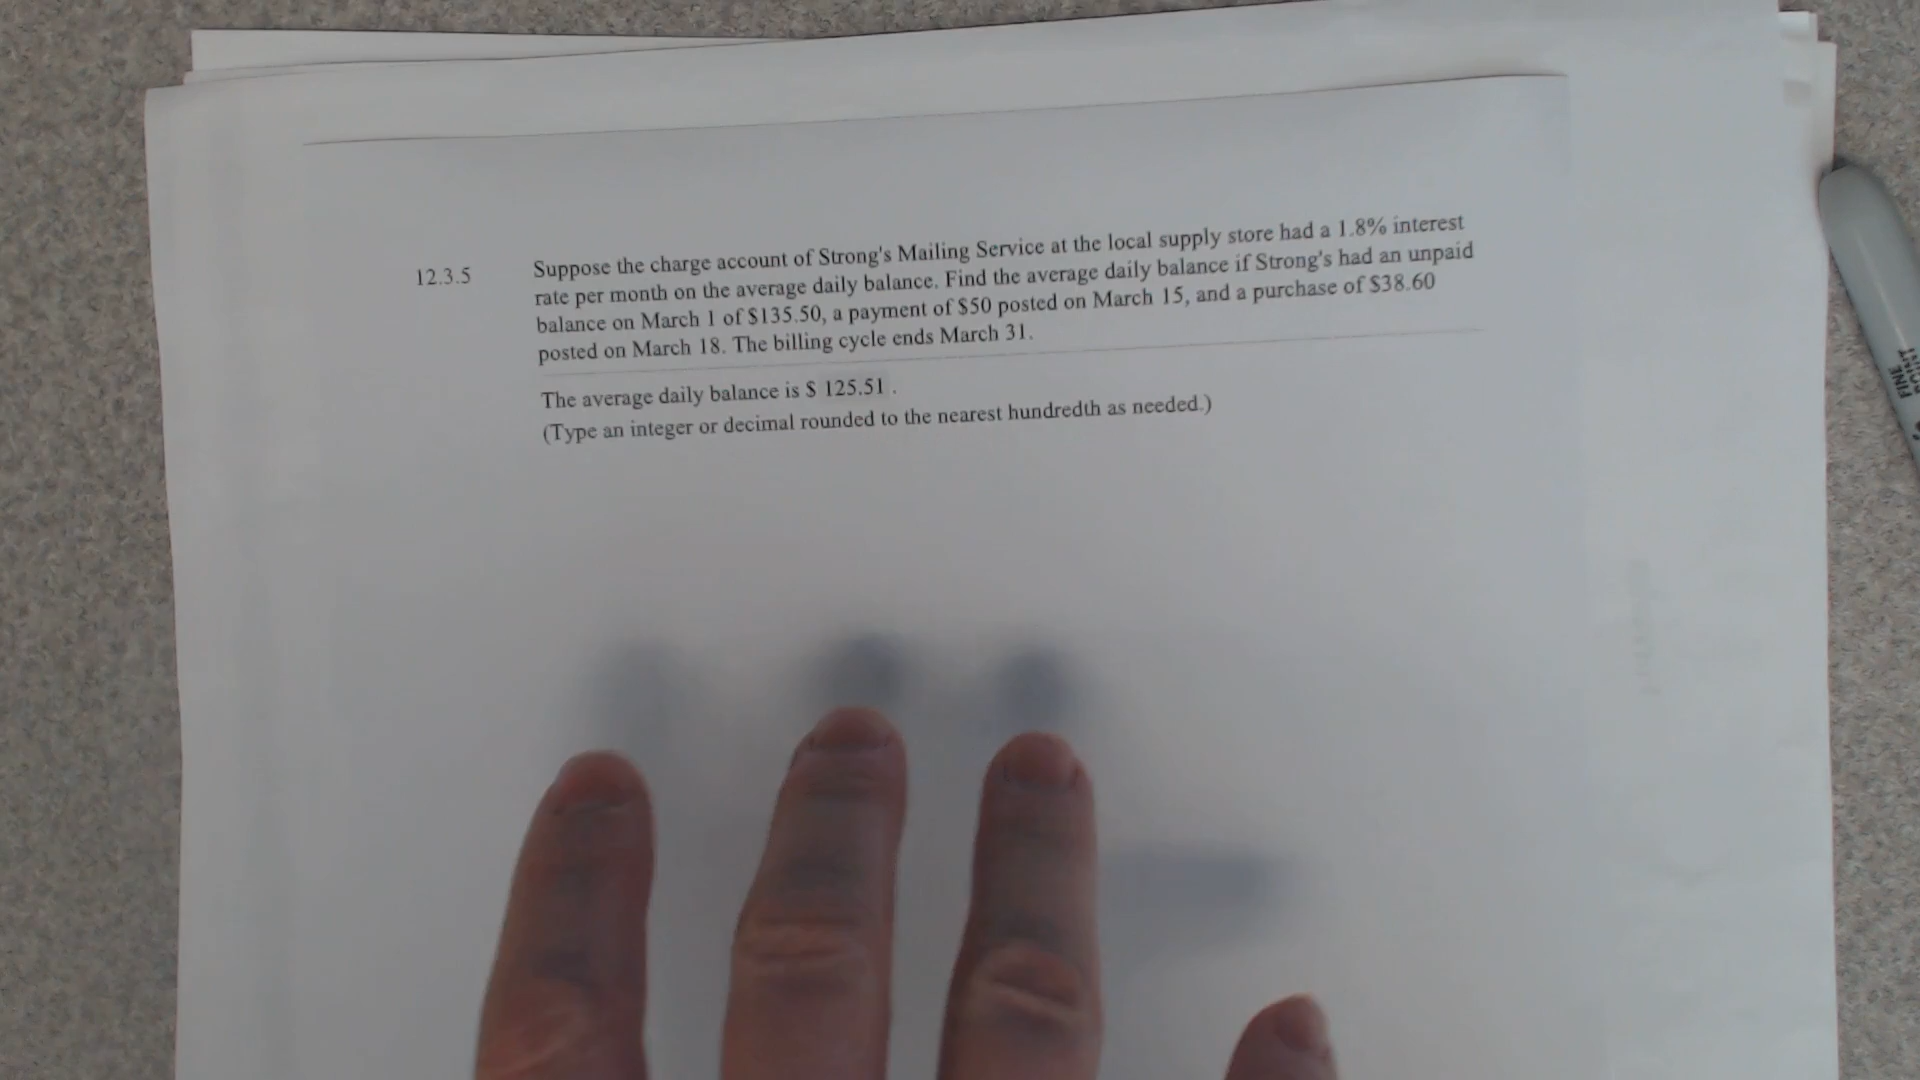 12.3.5 Suppose the charge account of Strong's Mailing Service at the local supply store had a 1.8% interest
rate per month on the average daily balance. Find the average daily balance if Strong's had an unpaid
balance on March 1 of $135.50, a payment of $50 posted on March 15, and a purchase of $38.60
posted on March 18. The billing cycle ends March 31.
The average daily balance is $ 125.51 .
(Type an integer or decimal rounded to the nearest hundredth as needed.)
FINE
POINT